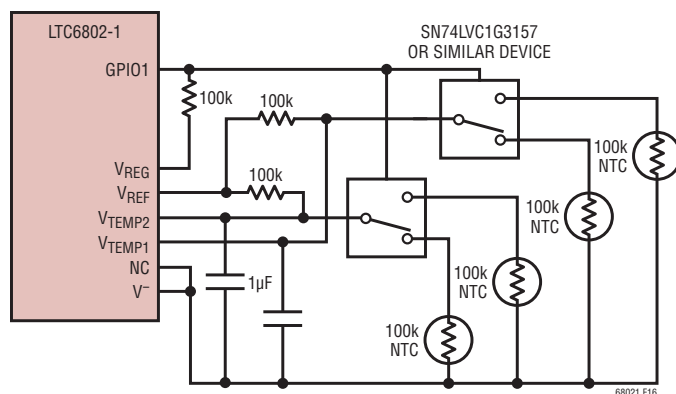 LTC6802-1
SN74LVC1G3157
OR SIMILAR DEVICE
GPIO1
100k
100k
VREG
100k
VREF
VTEMP2
VTEMP1
NC
V–
1µF
100k
NTC
100k
NTC
100k
NTC
100k
NTC
68021 F16